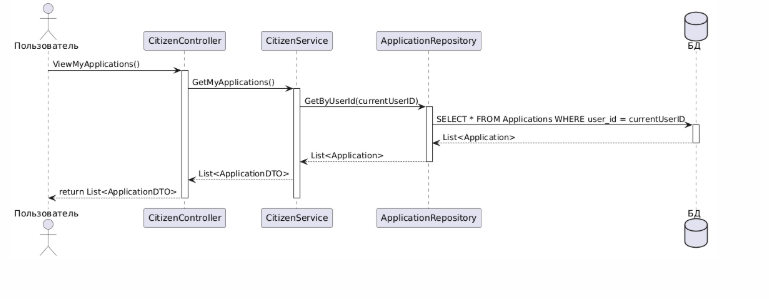 Пользователь
CitizenController
CitizenService
ApplicationRepository
БД
ViewMyApplications()
GetMyApplications()
GetByUserId(currentUserID)
SELECT * FROM Applications WHERE user_id = currentUserID
List<Application>
List<Application>
List<ApplicationDTO>
return List<ApplicationDTO>
Пользователь
CitizenController
CitizenService
ApplicationRepository
БД